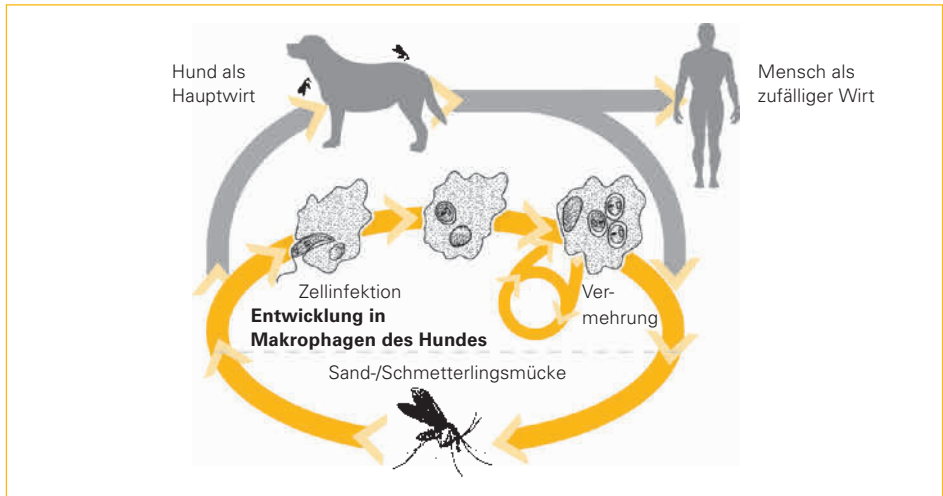 Hund als
Hauptwirt
Mensch als
zufälliger Wirt
Zellinfektion
Entwicklung in
Makrophagen des Hundes
Ver-
mehrung
Sand-/Schmetterlingsmücke